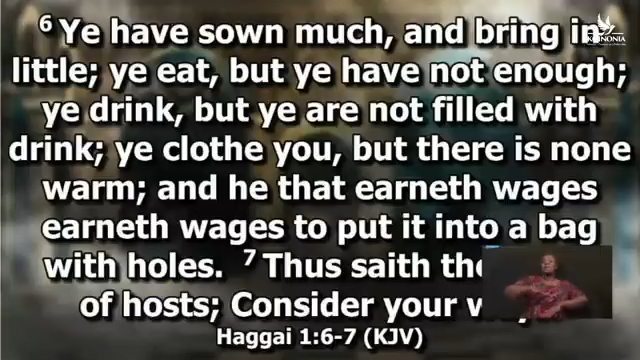 ⁶ Ye have sown much, and bring in
little; ye eat, but ye have not enough;
ye drink, but ye are not filled with
drink; ye clothe you, but there is none
warm; and he that earneth wages
earneth wages to put it into a bag
with holes. ⁷ Thus saith the
of hosts; Consider your
Haggai 1:6-7 (KJV)
KOINONIA